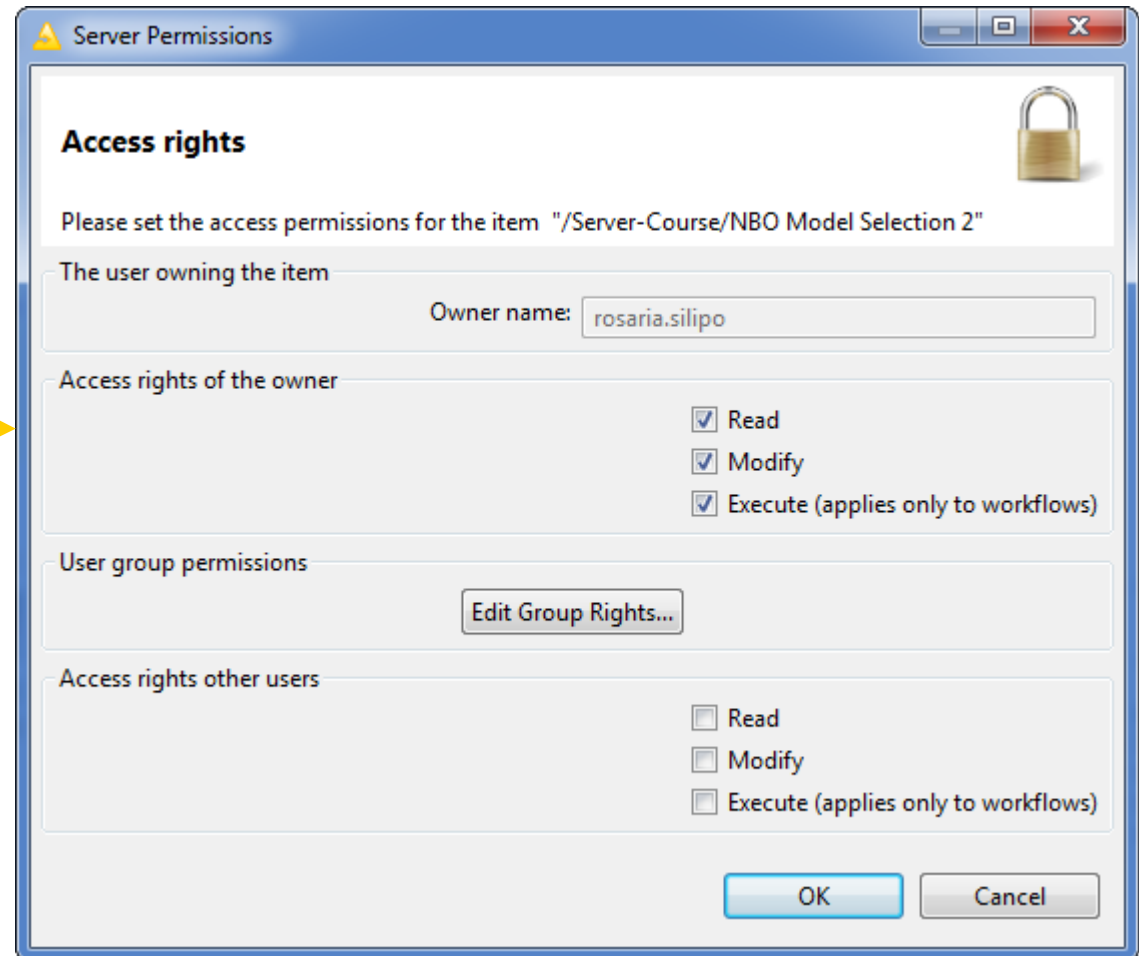 Server Permissions
Access rights
Please set the access permissions for the item "/Server-Course/NBO Model Selection 2"
The user owning the item
Owner name: rosaria.silipo
Access rights of the owner
Read
Modify
Execute (applies only to workflows)
User group permissions
Edit Group Rights...
Access rights other users
Read
Modify
Execute (applies only to workflows)
OK Cancel